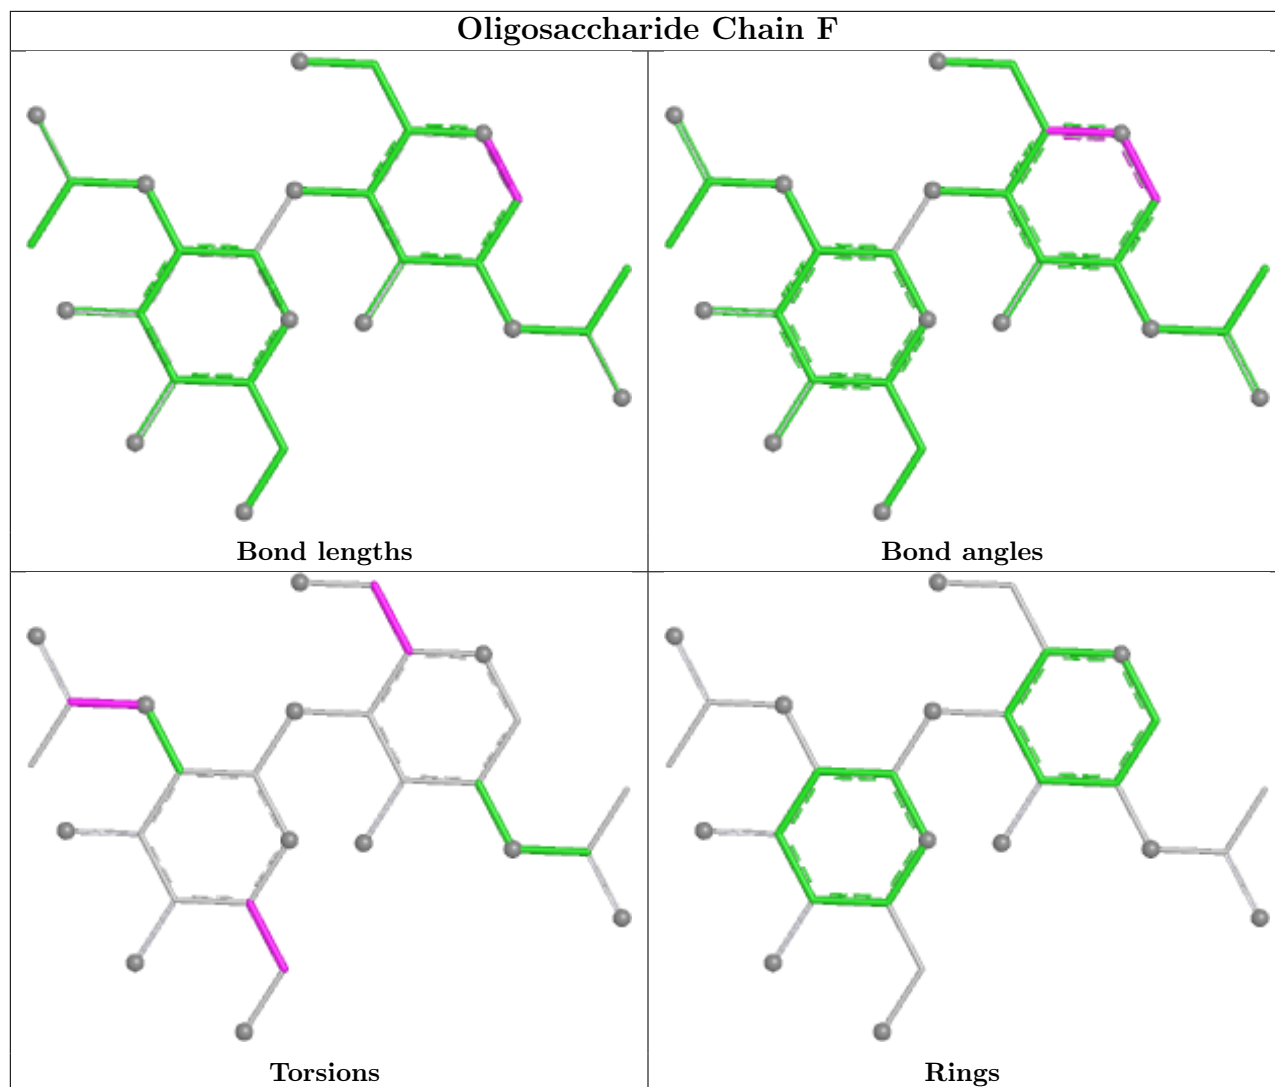 Oligosaccharide Chain F
Bond lengths
Bond angles
Torsions
Rings